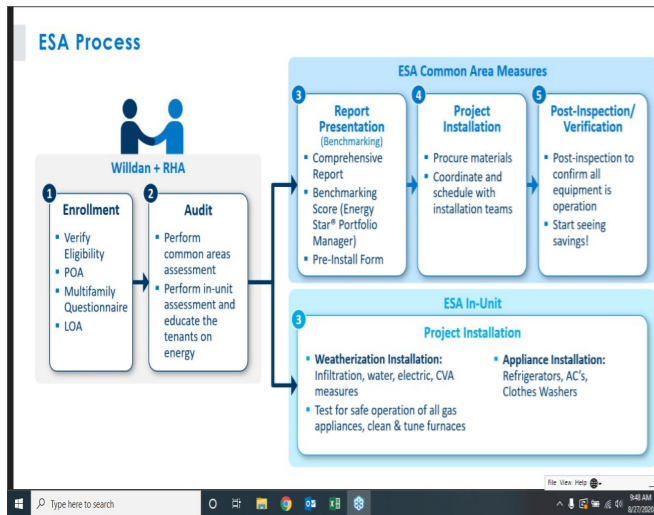 ESA Process
Willdan + RHA
1
Enrollment
▪ Verify
Eligibility
▪ POA
▪ Multifamily
Questionnaire
▪ LOA
2
Audit
▪ Perform
common areas
assessment
▪ Perform in-unit
assessment and
educate the
tenants on
energy
ESA Common Area Measures
3
Report
Presentation
(Benchmarking)
▪ Comprehensive
Report
▪ Benchmarking
Score (Energy
Star® Portfolio
Manager)
▪ Pre-Install Form
4
Project
Installation
▪ Procure materials
▪ Coordinate and
schedule with
installation teams
5
Post-Inspection/
Verification
▪ Post-inspection to
confirm all
equipment is
operation
▪ Start seeing
savings!
ESA In-Unit
3
Project Installation
▪ Weatherization Installation:
Infiltration, water, electric, CVA
measures
▪ Test for safe operation of all gas
appliances, clean & tune furnaces
▪ Appliance Installation:
Refrigerators, AC's,
Clothes Washers
File View Help
Type here to search
9:48 AM
8/27/2020